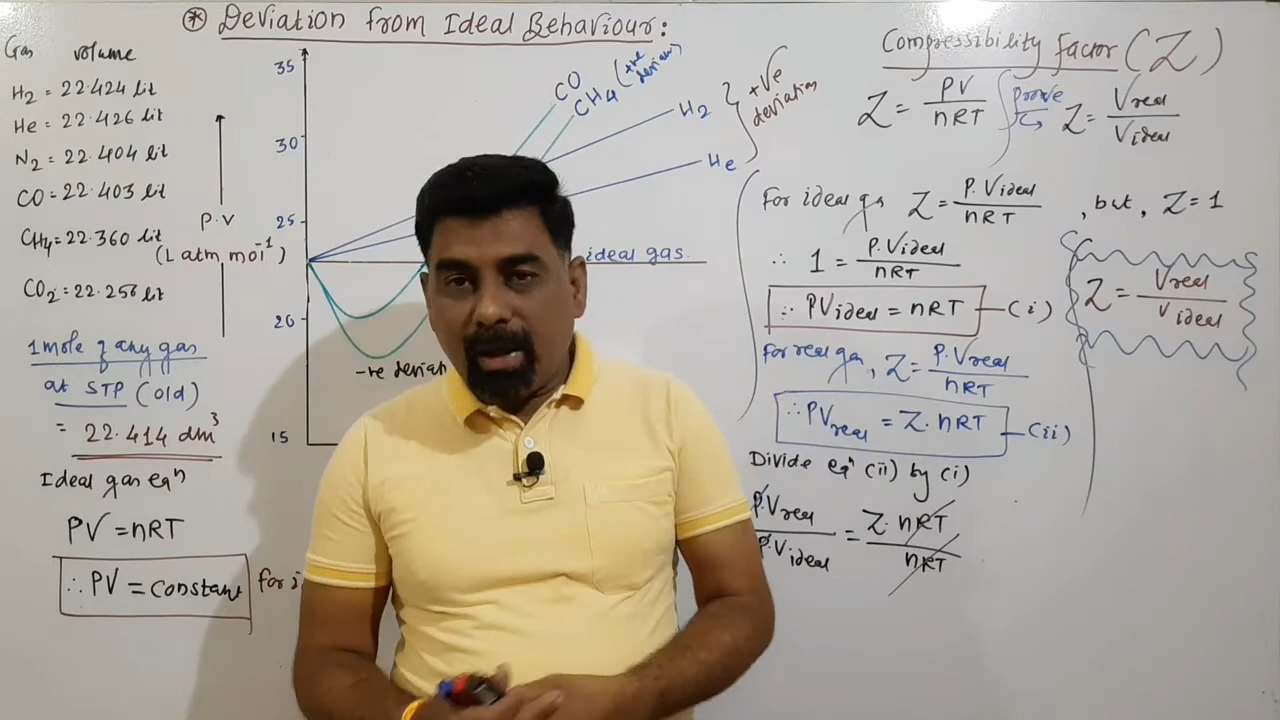 * Deviation from Ideal Behaviour:
Gas volume
H₂ = 22.424 lit
He = 22.426 lit
N₂ = 22.404 lit
CO = 22.403 lit
CH₄ = 22.360 lit
CO₂ = 22.256 lit
1 mole of any gas
at STP (old)
= 22.414 dm³
Ideal gas eqⁿ
PV = nRT
∴ PV = constant for i
P.V
(L atm mol⁻¹)
35
30
25
20
15
CO
CH₄ (+ve devian)
H₂
He
+Ve deviation
ideal gas.
-ve deviat
Compressibility factor (Z)
Z = PV / nRT prove Z = Vreal / Videal
For ideal gas Z = P.Videal / nRT , but, Z = 1
∴ 1 = P.Videal / nRT
∴ PVideal = nRT — (i)
Z = Vreal / Videal
For real gas, Z = P.Vreal / nRT
∴ PVreal = Z. nRT — (ii)
Divide eqⁿ (ii) by (i)
P.Vreal / P.Videal = Z. nRT / nRT